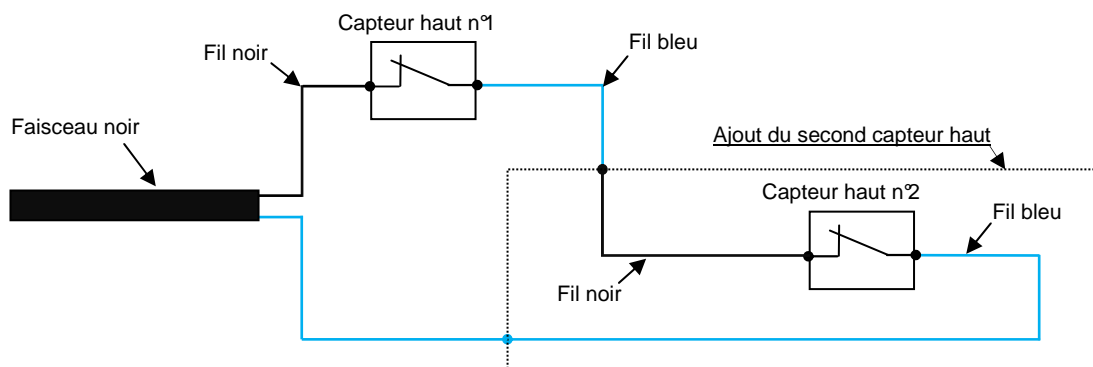 Capteur haut n°1
Fil noir
Fil bleu
Faisceau noir
Ajout du second capteur haut
Capteur haut n°2
Fil bleu
Fil noir